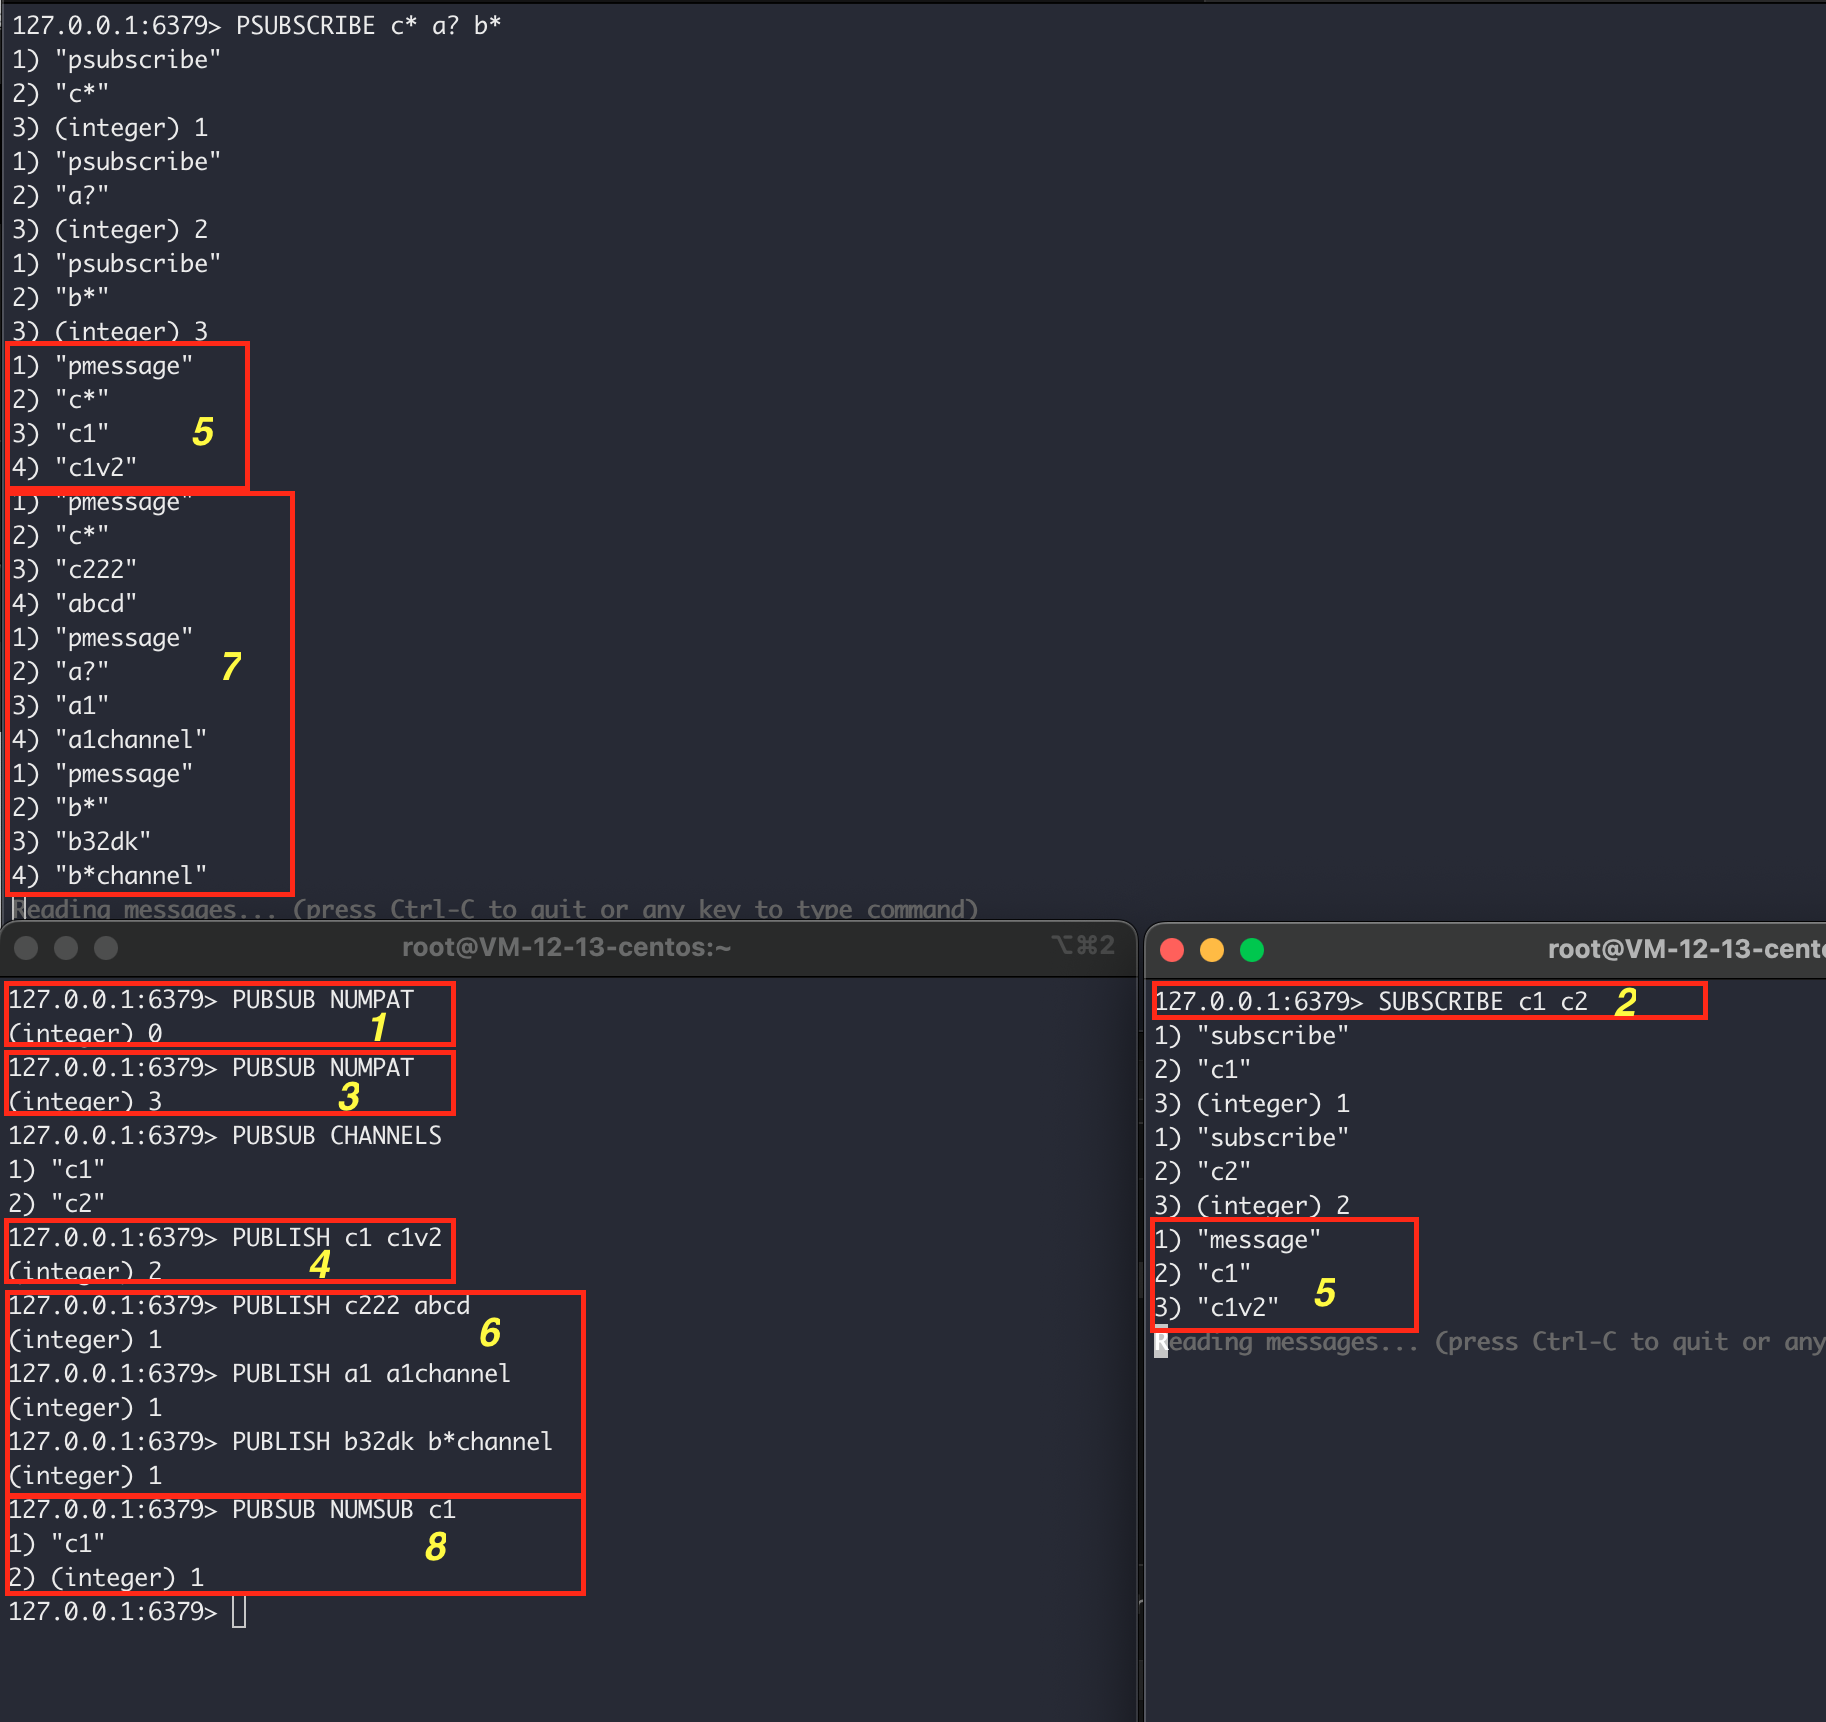 127.0.0.1:6379> PSUBSCRIBE c* a? b*
1) "psubscribe"
2) "c*"
3) (integer) 1
1) "psubscribe"
2) "a?"
3) (integer) 2
1) "psubscribe"
2) "b*"
3) (integer) 3
1) "pmessage"
2) "c*"
3) "c1"
5
4) "c1v2"
1) "pmessage"
2) "c*"
3) "c222"
4) "abcd"
1) "pmessage"
2) "a?"
7
3) "a1"
4) "a1channel"
1) "pmessage"
2) "b*"
3) "b32dk"
4) "b*channel"
Reading messages... (press Ctrl-C to quit or any key to type command)
root@VM-12-13-centos:~
⌥⌘2
127.0.0.1:6379> PUBSUB NUMPAT
(integer) 0
1
127.0.0.1:6379> PUBSUB NUMPAT
(integer) 3
3
127.0.0.1:6379> PUBSUB CHANNELS
1) "c1"
2) "c2"
127.0.0.1:6379> PUBLISH c1 c1v2
(integer) 2
4
127.0.0.1:6379> PUBLISH c222 abcd
(integer) 1
6
127.0.0.1:6379> PUBLISH a1 a1channel
(integer) 1
127.0.0.1:6379> PUBLISH b32dk b*channel
(integer) 1
127.0.0.1:6379> PUBSUB NUMSUB c1
1) "c1"
8
2) (integer) 1
127.0.0.1:6379>
root@VM-12-13-cento
127.0.0.1:6379> SUBSCRIBE c1 c2
2
1) "subscribe"
2) "c1"
3) (integer) 1
1) "subscribe"
2) "c2"
3) (integer) 2
1) "message"
2) "c1"
3) "c1v2"
5
Reading messages... (press Ctrl-C to quit or any